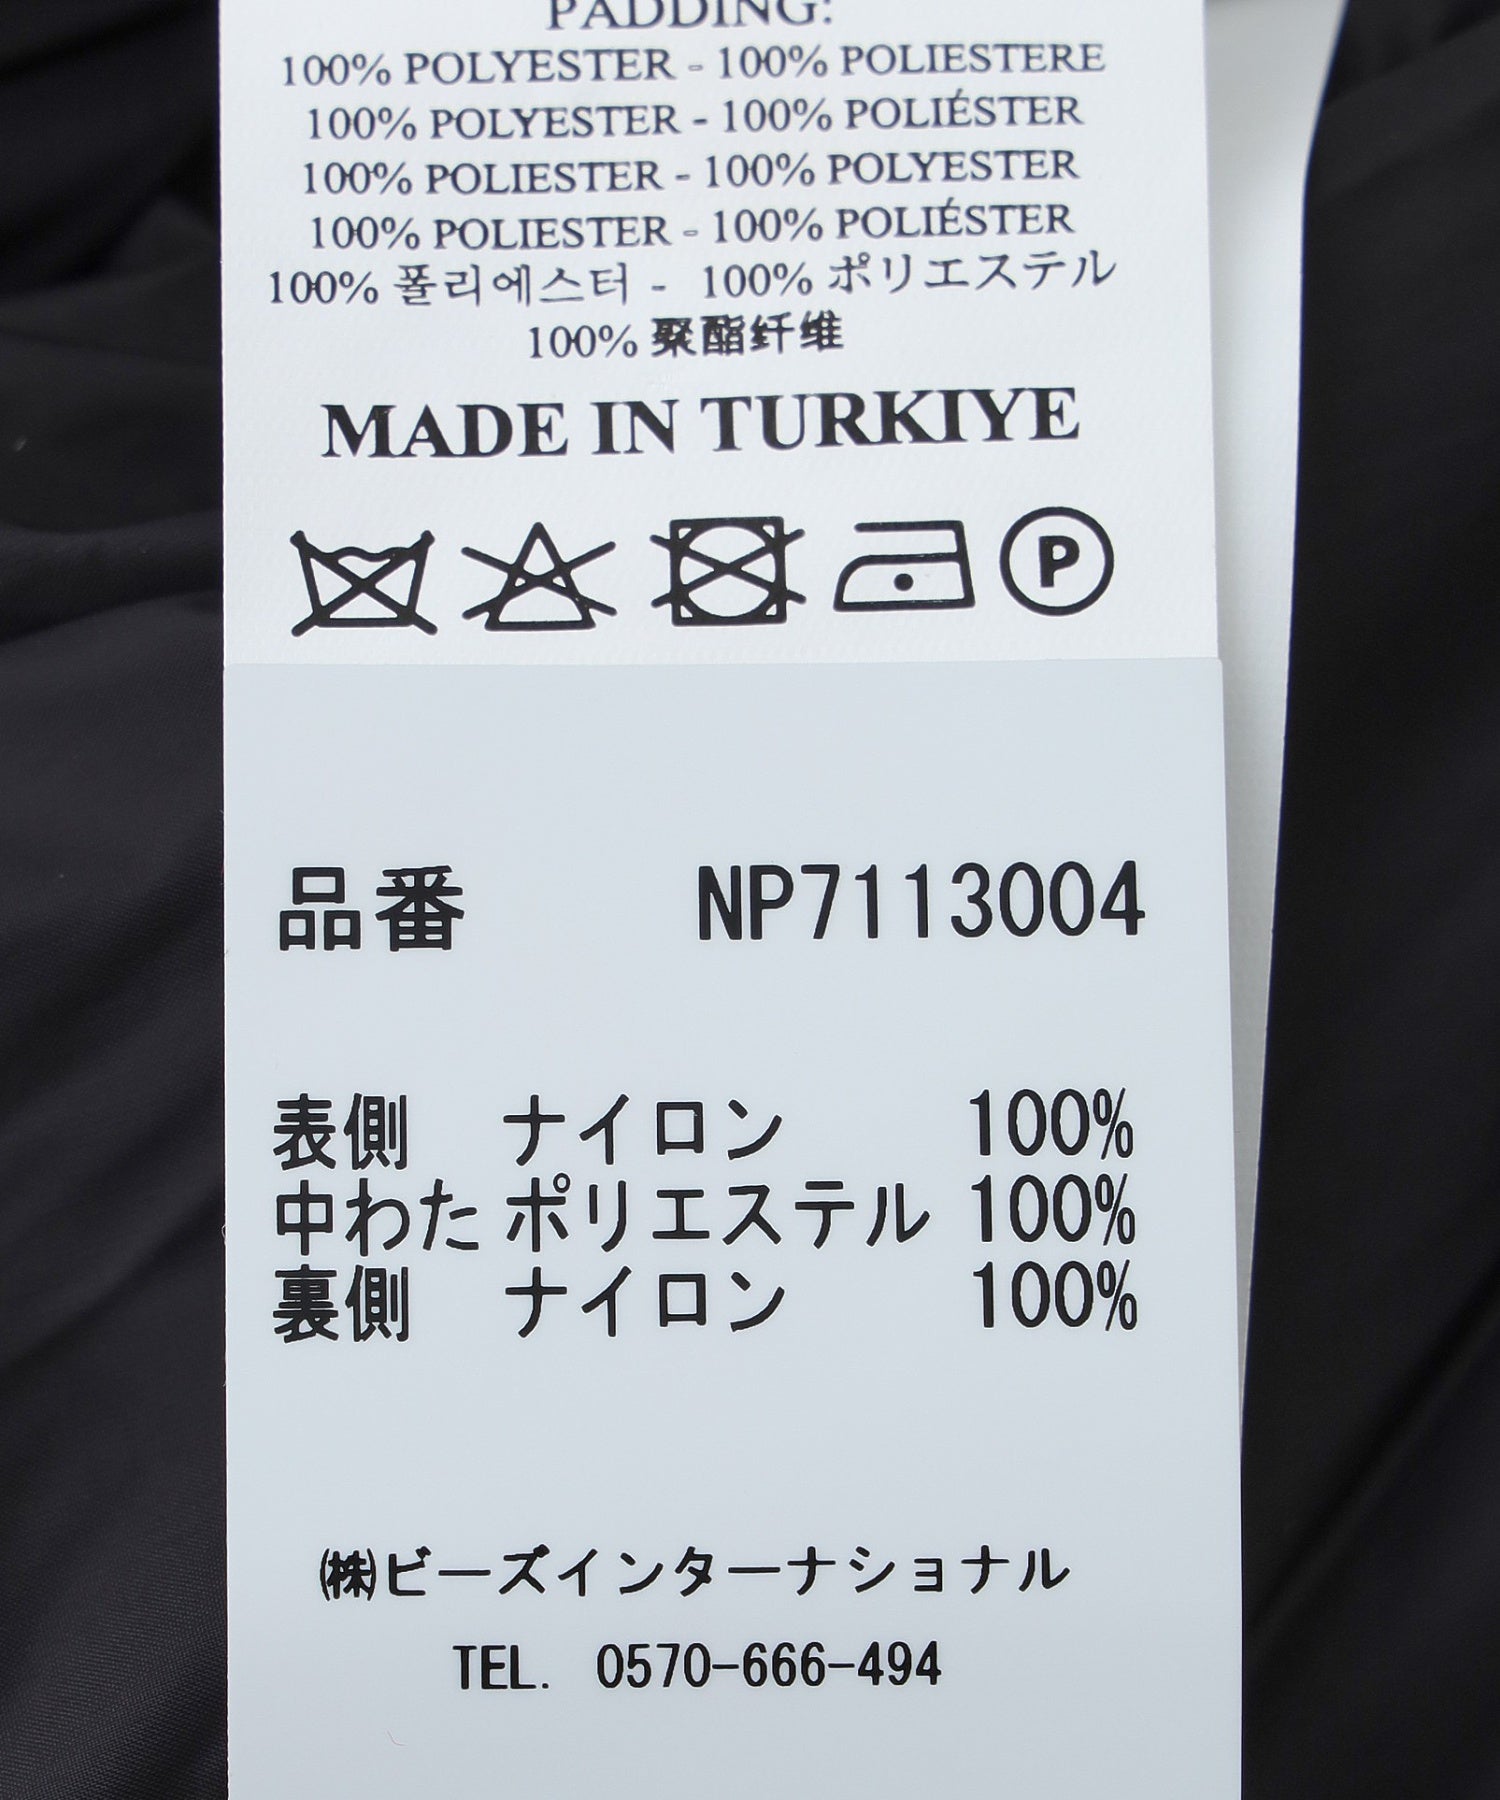 PADDING:
100% POLYESTER - 100% POLIESTERE
100% POLYESTER - 100% POLIÉSTER
100% POLIESTER - 100% POLYESTER
100% POLIESTER - 100% POLIÉSTER
100% 폴리에스터 - 100% ポリエステル
100% 聚酯纤维
MADE IN TURKIYE
P
品番 NP7113004
表側 ナイロン 100%
中わた ポリエステル 100%
裏側 ナイロン 100%
㈱ビーズインターナショナル
TEL. 0570-666-494